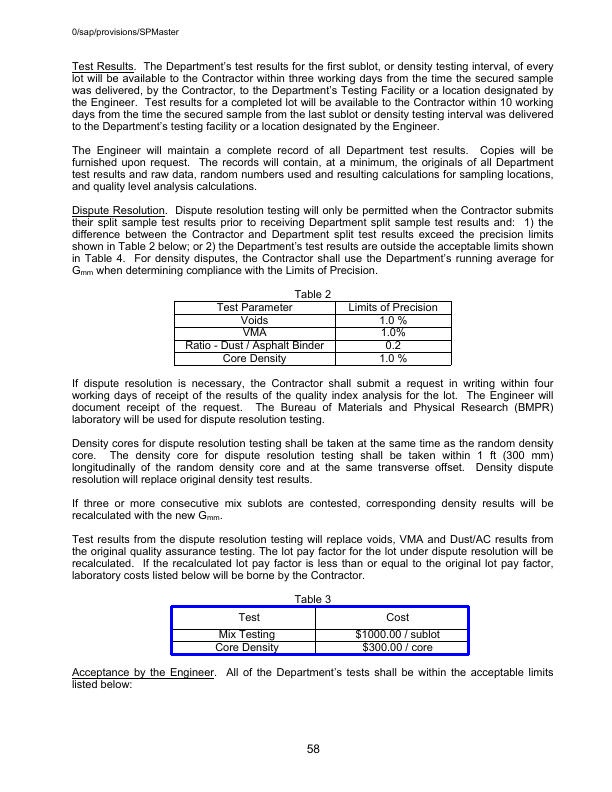 0/sap/provisions/SPMaster
Test Results. The Department's test results for the first sublot, or density testing interval, of every
lot will be available to the Contractor within three working days from the time the secured sample
was delivered, by the Contractor, to the Department's Testing Facility or a location designated by
the Engineer. Test results for a completed lot will be available to the Contractor within 10 working
days from the time the secured sample from the last sublot or density testing interval was delivered
to the Department's testing facility or a location designated by the Engineer.
The Engineer will maintain a complete record of all Department test results. Copies will be
furnished upon request. The records will contain, at a minimum, the originals of all Department
test results and raw data, random numbers used and resulting calculations for sampling locations,
and quality level analysis calculations.
Dispute Resolution. Dispute resolution testing will only be permitted when the Contractor submits
their split sample test results prior to receiving Department split sample test results and: 1) the
difference between the Contractor and Department split test results exceed the precision limits
shown in Table 2 below; or 2) the Department's test results are outside the acceptable limits shown
in Table 4. For density disputes, the Contractor shall use the Department's running average for
Gmm when determining compliance with the Limits of Precision.
Table 2
Test Parameter Limits of Precision
Voids 1.0 %
VMA 1.0%
Ratio - Dust / Asphalt Binder 0.2
Core Density 1.0 %
If dispute resolution is necessary, the Contractor shall submit a request in writing within four
working days of receipt of the results of the quality index analysis for the lot. The Engineer will
document receipt of the request. The Bureau of Materials and Physical Research (BMPR)
laboratory will be used for dispute resolution testing.
Density cores for dispute resolution testing shall be taken at the same time as the random density
core. The density core for dispute resolution testing shall be taken within 1 ft (300 mm)
longitudinally of the random density core and at the same transverse offset. Density dispute
resolution will replace original density test results.
If three or more consecutive mix sublots are contested, corresponding density results will be
recalculated with the new Gmm.
Test results from the dispute resolution testing will replace voids, VMA and Dust/AC results from
the original quality assurance testing. The lot pay factor for the lot under dispute resolution will be
recalculated. If the recalculated lot pay factor is less than or equal to the original lot pay factor,
laboratory costs listed below will be borne by the Contractor.
Table 3
Test Cost
Mix Testing $1000.00 / sublot
Core Density $300.00 / core
Acceptance by the Engineer. All of the Department's tests shall be within the acceptable limits
listed below:
58